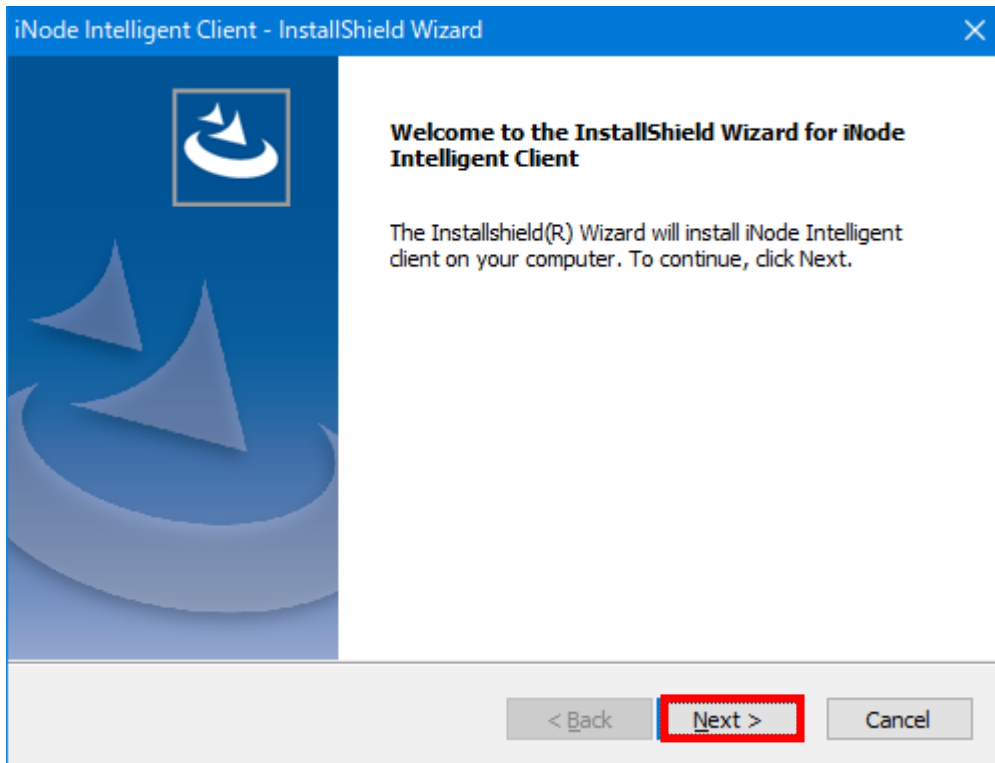 iNode Intelligent Client - InstallShield Wizard
Welcome to the InstallShield Wizard for iNode
Intelligent Client
The Installshield(R) Wizard will install iNode Intelligent
client on your computer. To continue, click Next.
< Back
Next >
Cancel